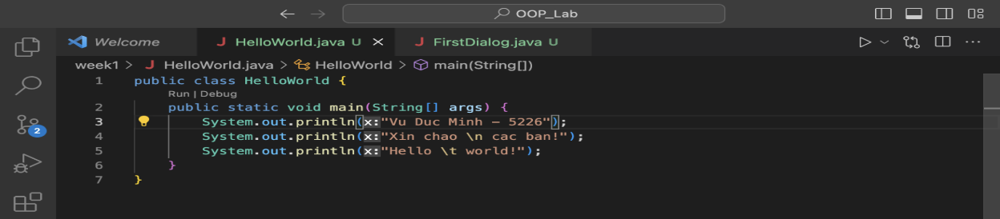 OOP_Lab
Welcome
J HelloWorld.java U
J FirstDialog.java U
week1 > J HelloWorld.java > HelloWorld > main(String[])
1 public class HelloWorld {
Run | Debug
2 public static void main(String[] args) {
3 System.out.println(x:"Vu Duc Minh – 5226");
4 System.out.println(x:"Xin chao \n cac ban!");
5 System.out.println(x:"Hello \t world!");
6 }
7 }
2